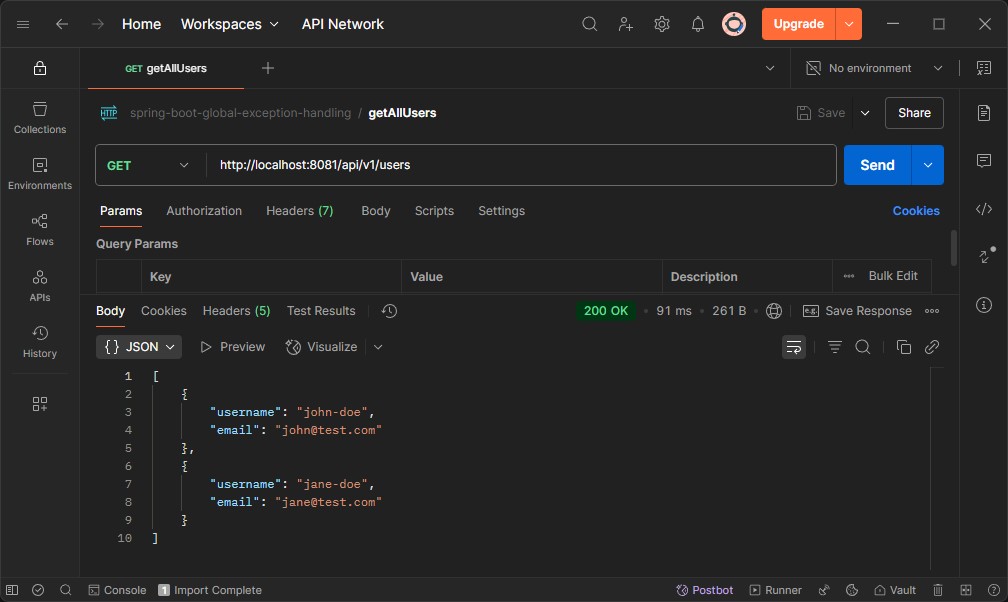 Home Workspaces API Network Upgrade
GET getAllUsers No environment
HTTP spring-boot-global-exception-handling / getAllUsers Save Share
Collections
Environments
Flows
APIs
History
GET http://localhost:8081/api/v1/users Send
Params Authorization Headers (7) Body Scripts Settings Cookies
Query Params
Key Value Description Bulk Edit
Body Cookies Headers (5) Test Results 200 OK • 91 ms • 261 B • Save Response
{} JSON Preview Visualize
1 [
2 {
3 "username": "john-doe",
4 "email": "john@test.com"
5 },
6 {
7 "username": "jane-doe",
8 "email": "jane@test.com"
9 }
10 ]
Console 1 Import Complete Postbot Runner Vault